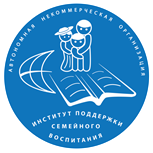 АВТОНОМНАЯ НЕКОММЕРЧЕСКАЯ ОРГАНИЗАЦИЯ
ИНСТИТУТ ПОДДЕРЖКИ
СЕМЕЙНОГО
ВОСПИТАНИЯ